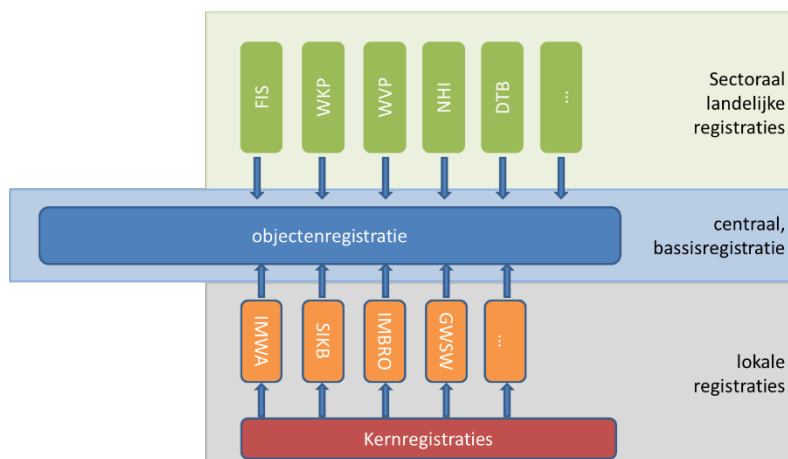 FIS
WKP
WVP
NHI
DTB
...
Sectoraal
landelijke
registraties
objectenregistratie
centraal,
bassisregistratie
IMWA
SIKB
IMBRO
GWSW
...
lokale
registraties
Kernregistraties